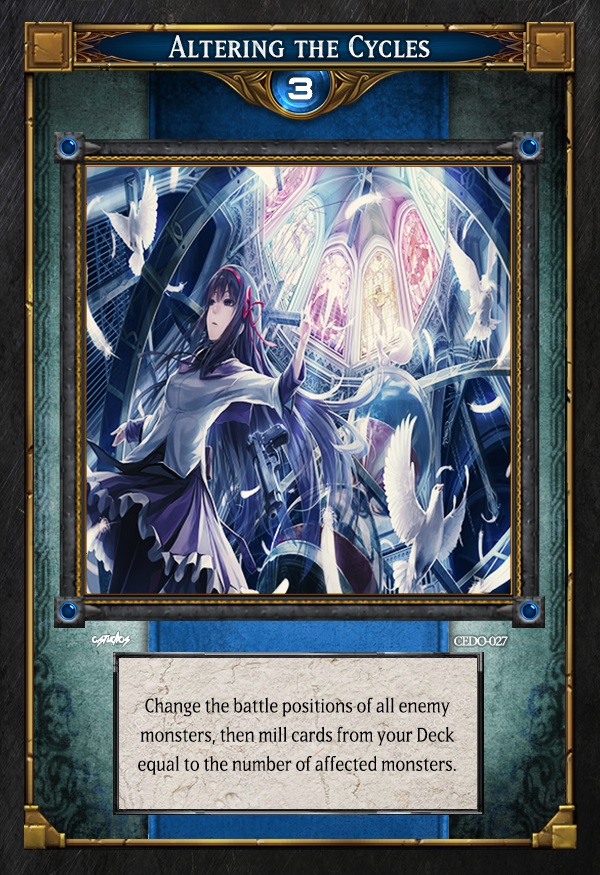 Altering the Cycles
3
CEDO-027
Change the battle positions of all enemy
monsters, then mill cards from your Deck
equal to the number of affected monsters.